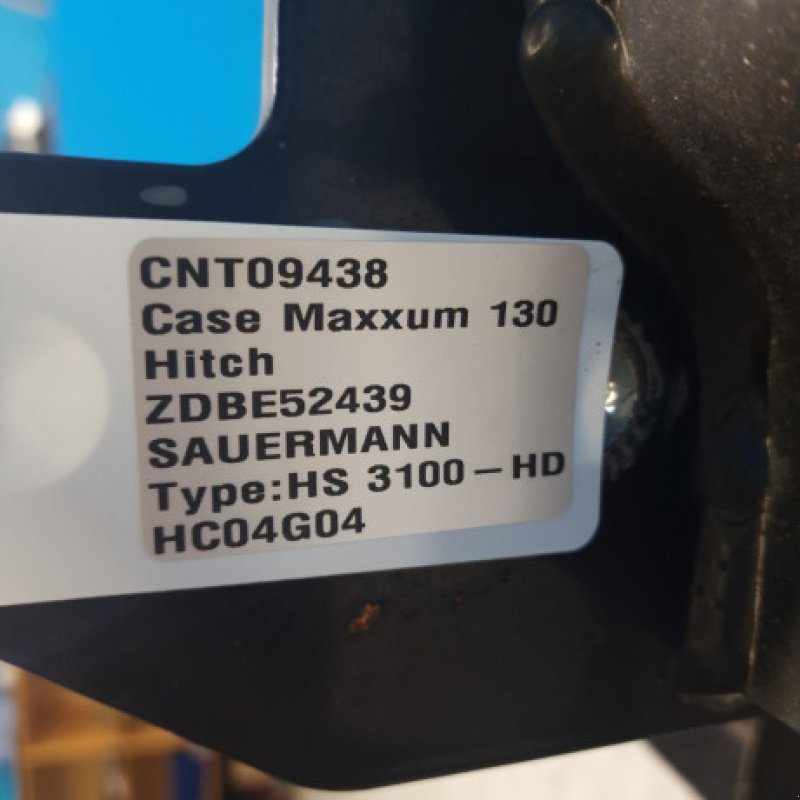 CNT09438
Case Maxxum 130
Hitch
ZDBE52439
SAUERMANN
Type:HS 3100-HD
HC04G04